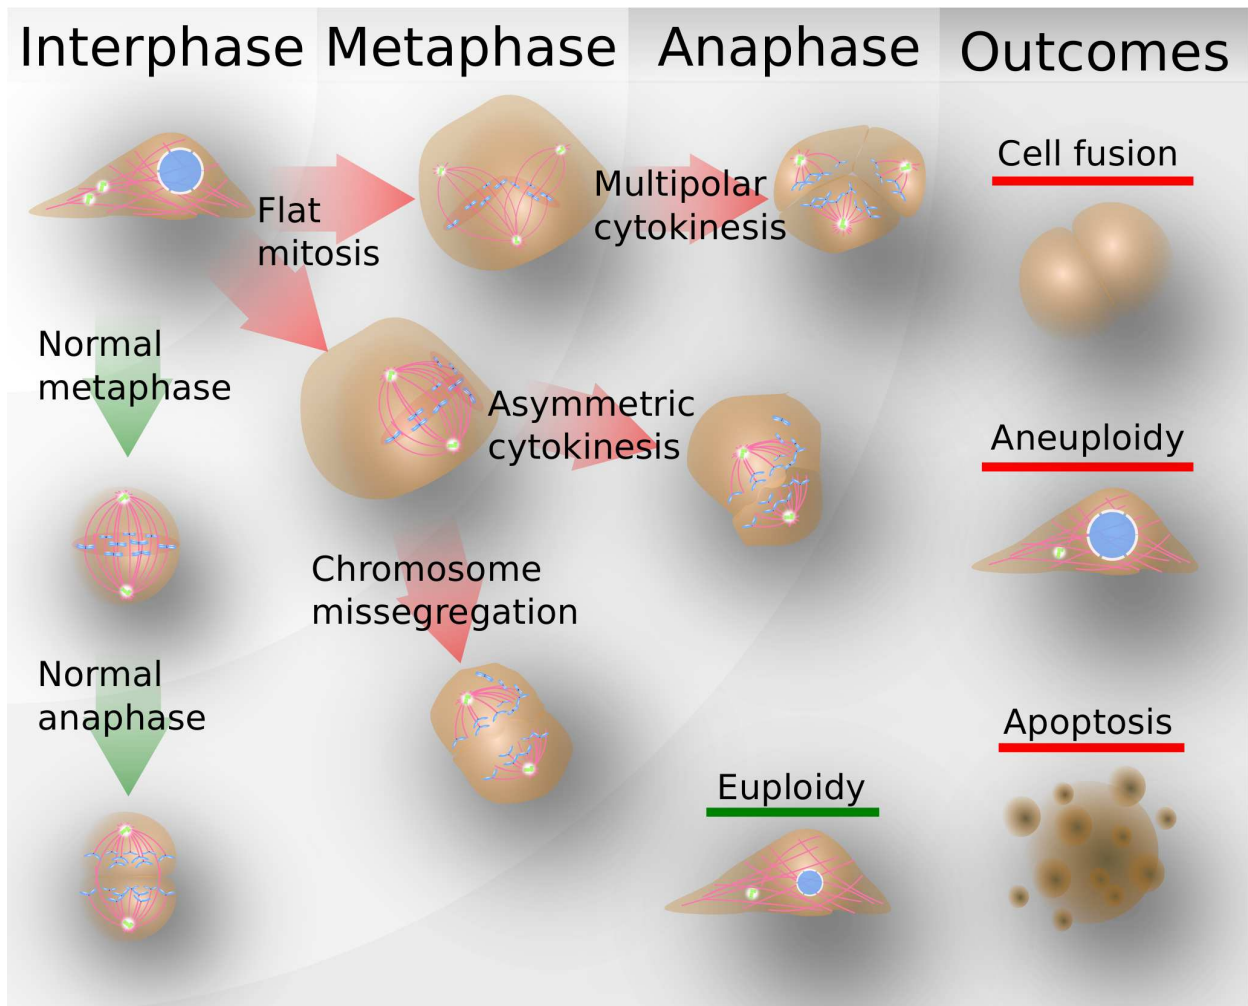 Interphase
Metaphase
Anaphase
Outcomes
Flat
mitosis
Multipolar
cytokinesis
Cell fusion
Normal
metaphase
Asymmetric
cytokinesis
Aneuploidy
Chromosome
missegregation
Normal
anaphase
Euploidy
Apoptosis